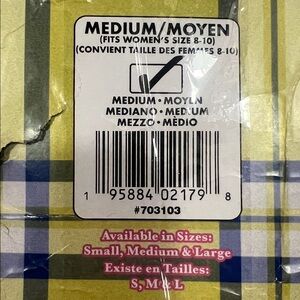 MEDIUM/MOYEN
(FITS WOMEN'S SIZE 8-10)
(CONVIENT TAILLE DES FEMMES 8-10)
MEDIUM • MOYEN
MEDIANO • MEDIUM
MEZZO • MÉDIO
1 95884 02179 8
#703103
Available in Sizes:
Small, Medium & Large
Existe en Tailles:
S, M & L